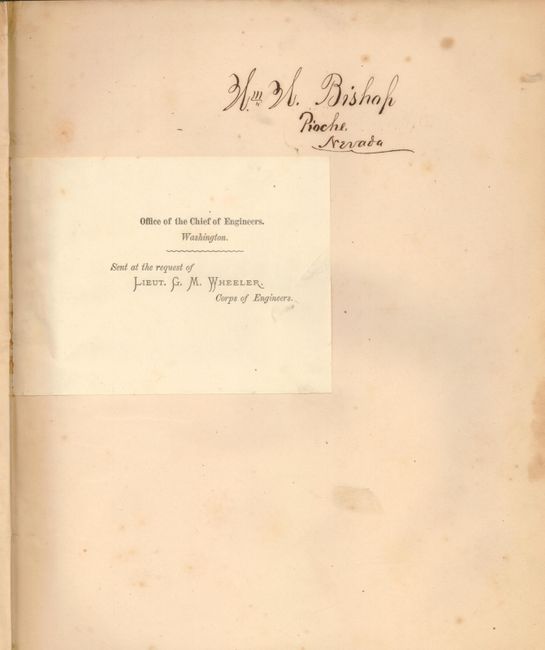 Wm W. Bishop
Pioche.
Nevada
Office of the Chief of Engineers.
Washington.
Sent at the request of
LIEUT. G. M. WHEELER,
Corps of Engineers.